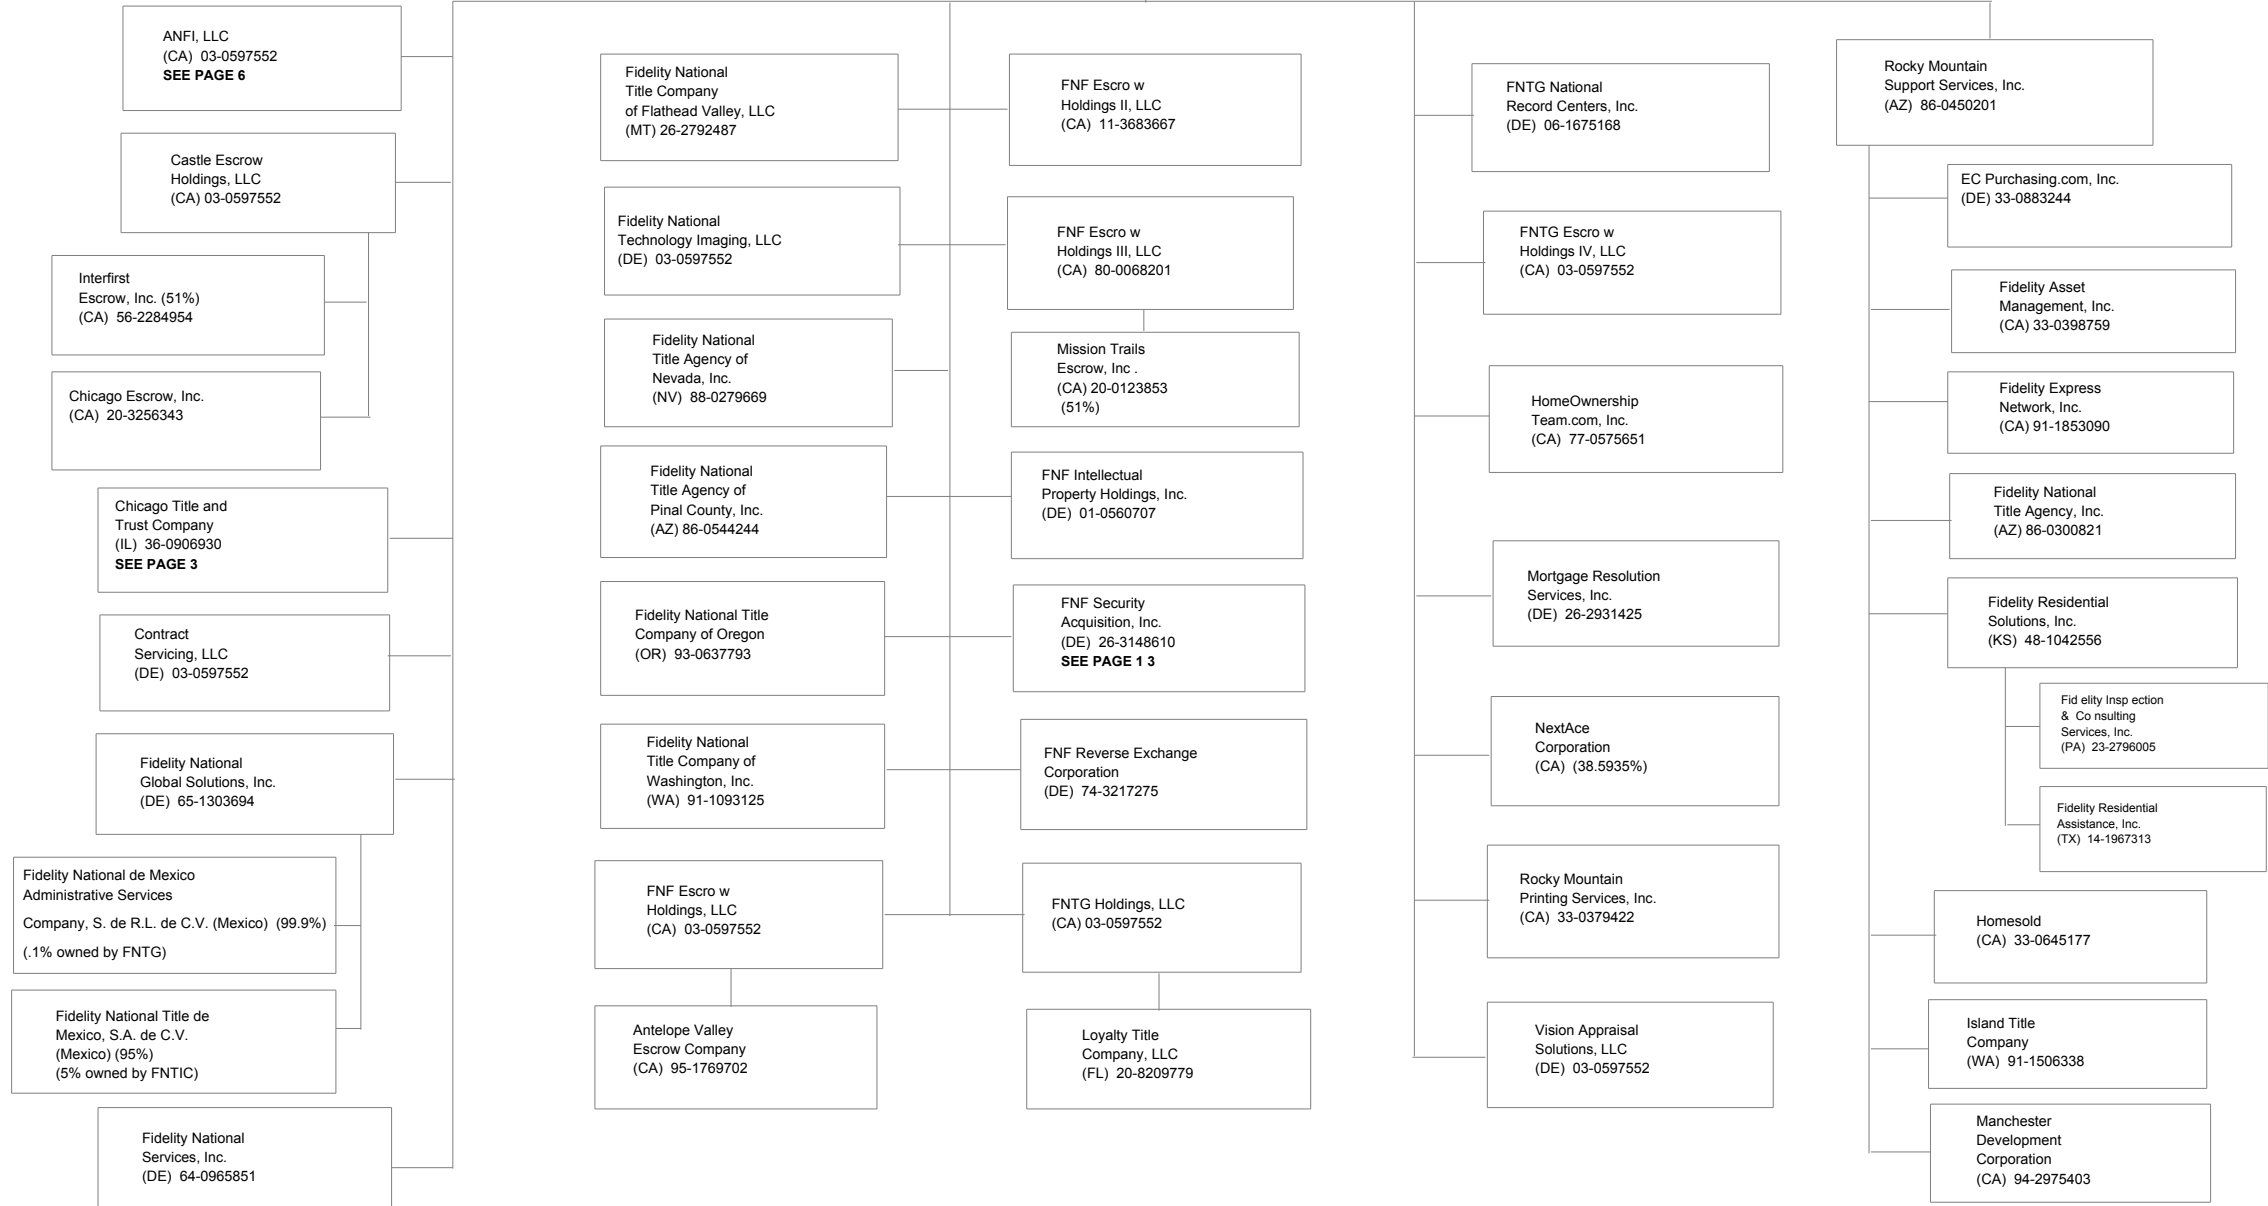 ANFI, LLC
(CA) 03-0597552
SEE PAGE 6
Castle Escrow
Holdings, LLC
(CA) 03-0597552
Interfirst
Escrow, Inc. (51%)
(CA) 56-2284954
Chicago Escrow, Inc.
(CA) 20-3256343
Chicago Title and
Trust Company
(IL) 36-0906930
SEE PAGE 3
Contract
Servicing, LLC
(DE) 03-0597552
Fidelity National
Global Solutions, Inc.
(DE) 65-1303694
Fidelity National de Mexico
Administrative Services
Company, S. de R.L. de C.V. (Mexico) (99.9%)
(.1% owned by FNTG)
Fidelity National Title de
Mexico, S.A. de C.V.
(Mexico) (95%)
(5% owned by FNTIC)
Fidelity National
Services, Inc.
(DE) 64-0965851
Fidelity National
Title Company
of Flathead Valley, LLC
(MT) 26-2792487
Fidelity National
Technology Imaging, LLC
(DE) 03-0597552
Fidelity National
Title Agency of
Nevada, Inc.
(NV) 88-0279669
Fidelity National
Title Agency of
Pinal County, Inc.
(AZ) 86-0544244
Fidelity National Title
Company of Oregon
(OR) 93-0637793
Fidelity National
Title Company of
Washington, Inc.
(WA) 91-1093125
FNF Escro w
Holdings, LLC
(CA) 03-0597552
Antelope Valley
Escrow Company
(CA) 95-1769702
FNF Escro w
Holdings II, LLC
(CA) 11-3683667
FNF Escro w
Holdings III, LLC
(CA) 80-0068201
Mission Trails
Escrow, Inc .
(CA) 20-0123853
(51%)
FNF Intellectual
Property Holdings, Inc.
(DE) 01-0560707
FNF Security
Acquisition, Inc.
(DE) 26-3148610
SEE PAGE 1 3
FNF Reverse Exchange
Corporation
(DE) 74-3217275
FNTG Holdings, LLC
(CA) 03-0597552
Loyalty Title
Company, LLC
(FL) 20-8209779
FNTG National
Record Centers, Inc.
(DE) 06-1675168
FNTG Escro w
Holdings IV, LLC
(CA) 03-0597552
HomeOwnership
Team.com, Inc.
(CA) 77-0575651
Mortgage Resolution
Services, Inc.
(DE) 26-2931425
NextAce
Corporation
(CA) (38.5935%)
Rocky Mountain
Printing Services, Inc.
(CA) 33-0379422
Vision Appraisal
Solutions, LLC
(DE) 03-0597552
Rocky Mountain
Support Services, Inc.
(AZ) 86-0450201
EC Purchasing.com, Inc.
(DE) 33-0883244
Fidelity Asset
Management, Inc.
(CA) 33-0398759
Fidelity Express
Network, Inc.
(CA) 91-1853090
Fidelity National
Title Agency, Inc.
(AZ) 86-0300821
Fidelity Residential
Solutions, Inc.
(KS) 48-1042556
Fid elity Insp ection
& Co nsulting
Services, Inc.
(PA) 23-2796005
Fidelity Residential
Assistance, Inc.
(TX) 14-1967313
Homesold
(CA) 33-0645177
Island Title
Company
(WA) 91-1506338
Manchester
Development
Corporation
(CA) 94-2975403